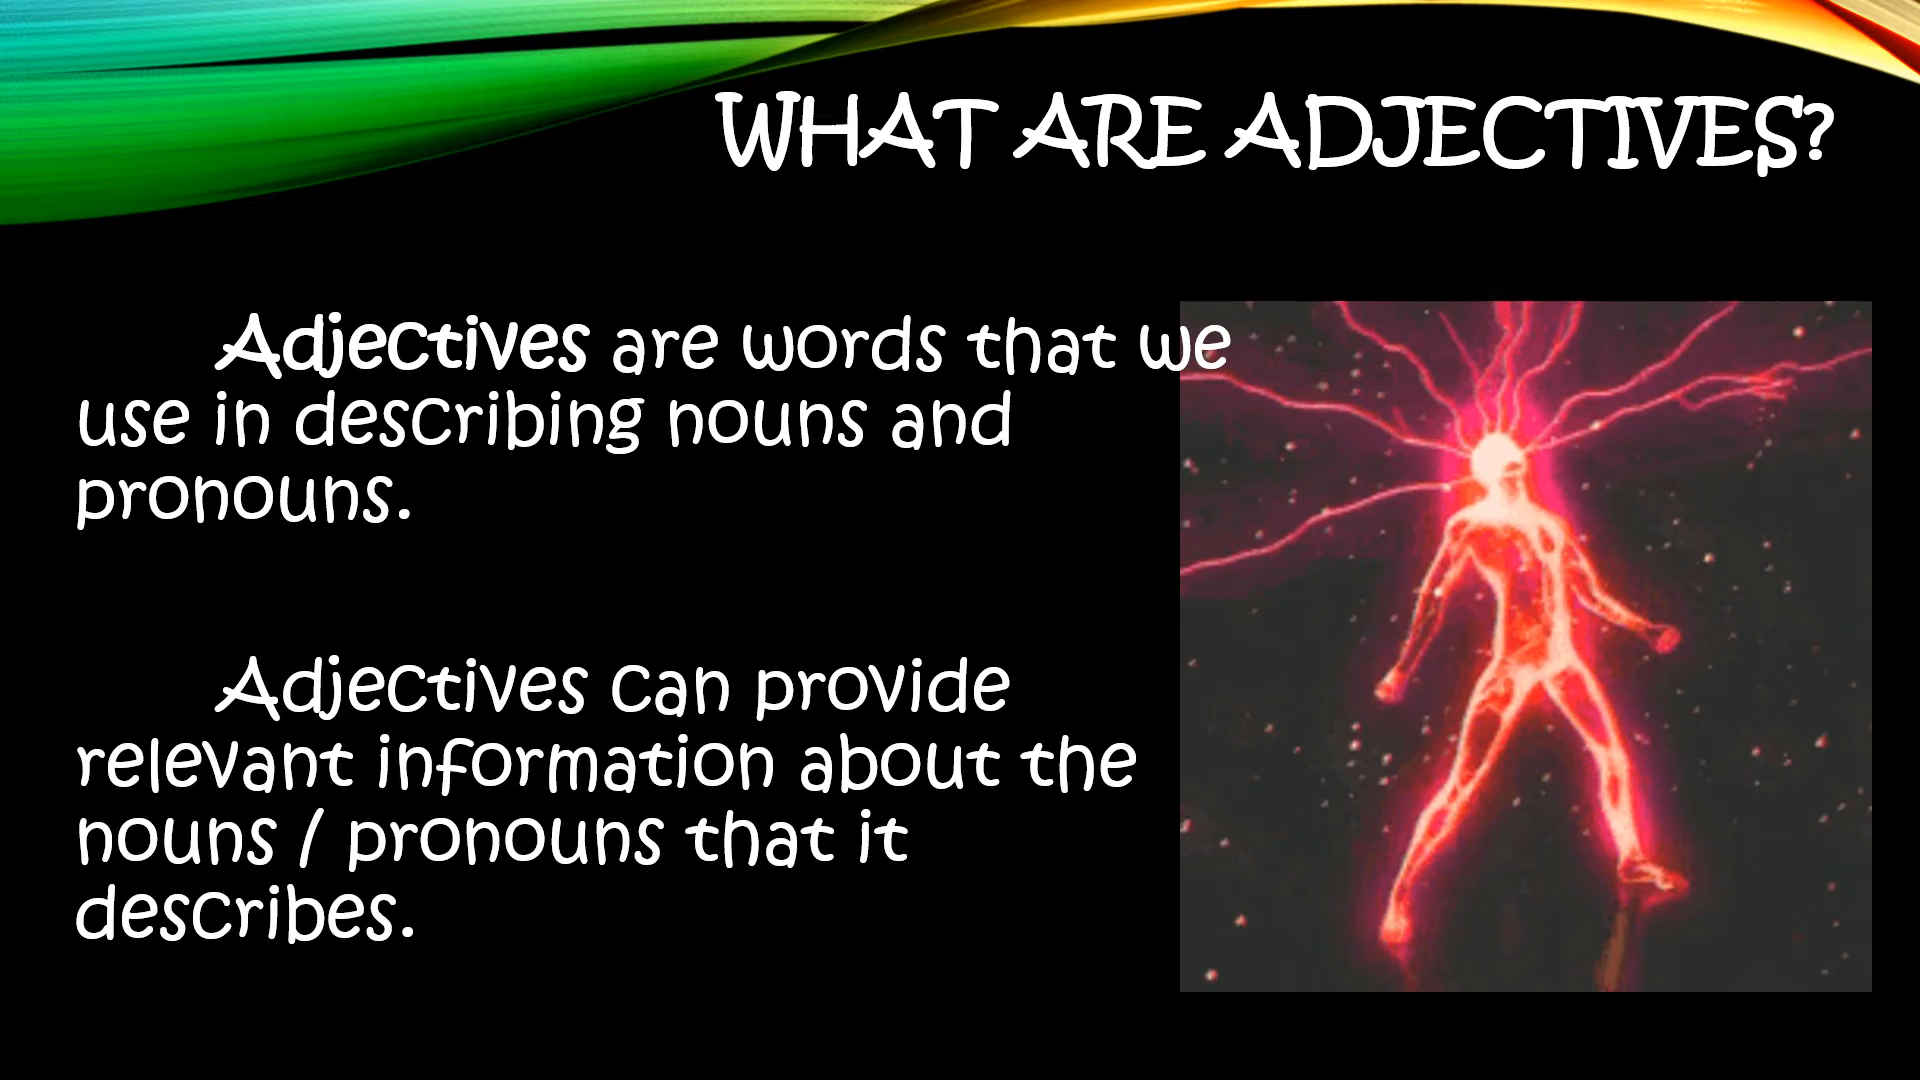 WHAT ARE ADJECTIVES?
Adjectives are words that we
use in describing nouns and
pronouns.
Adjectives can provide
relevant information about the
nouns / pronouns that it
describes.